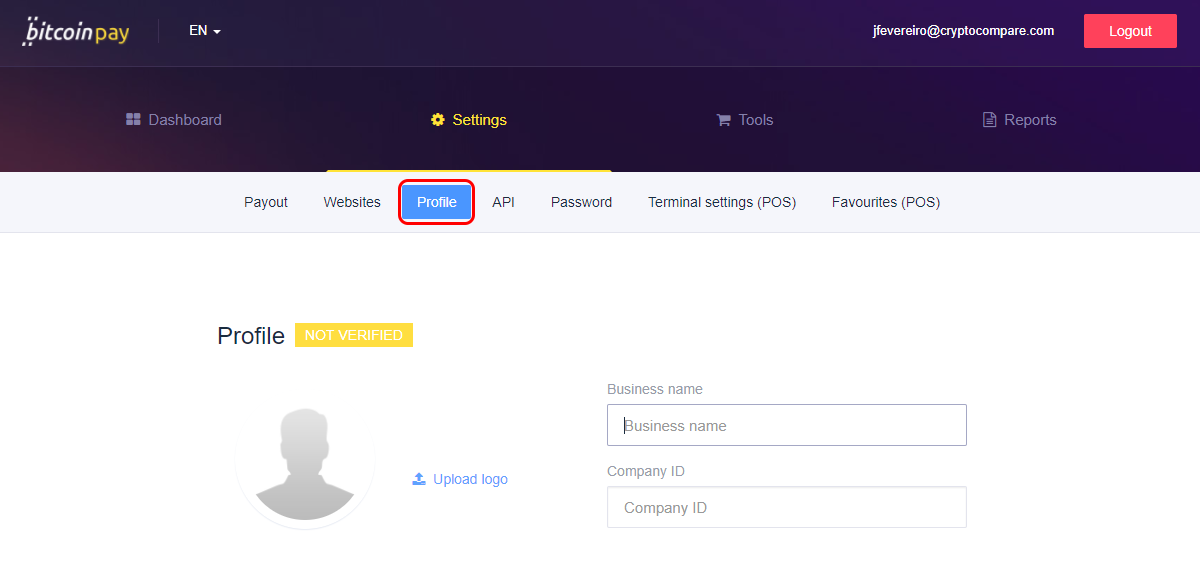 bitcoinpay
EN
jfevereiro@cryptocompare.com
Logout
Dashboard
Settings
Tools
Reports
Payout
Websites
Profile
API
Password
Terminal settings (POS)
Favourites (POS)
Profile
NOT VERIFIED
Business name
Business name
Upload logo
Company ID
Company ID